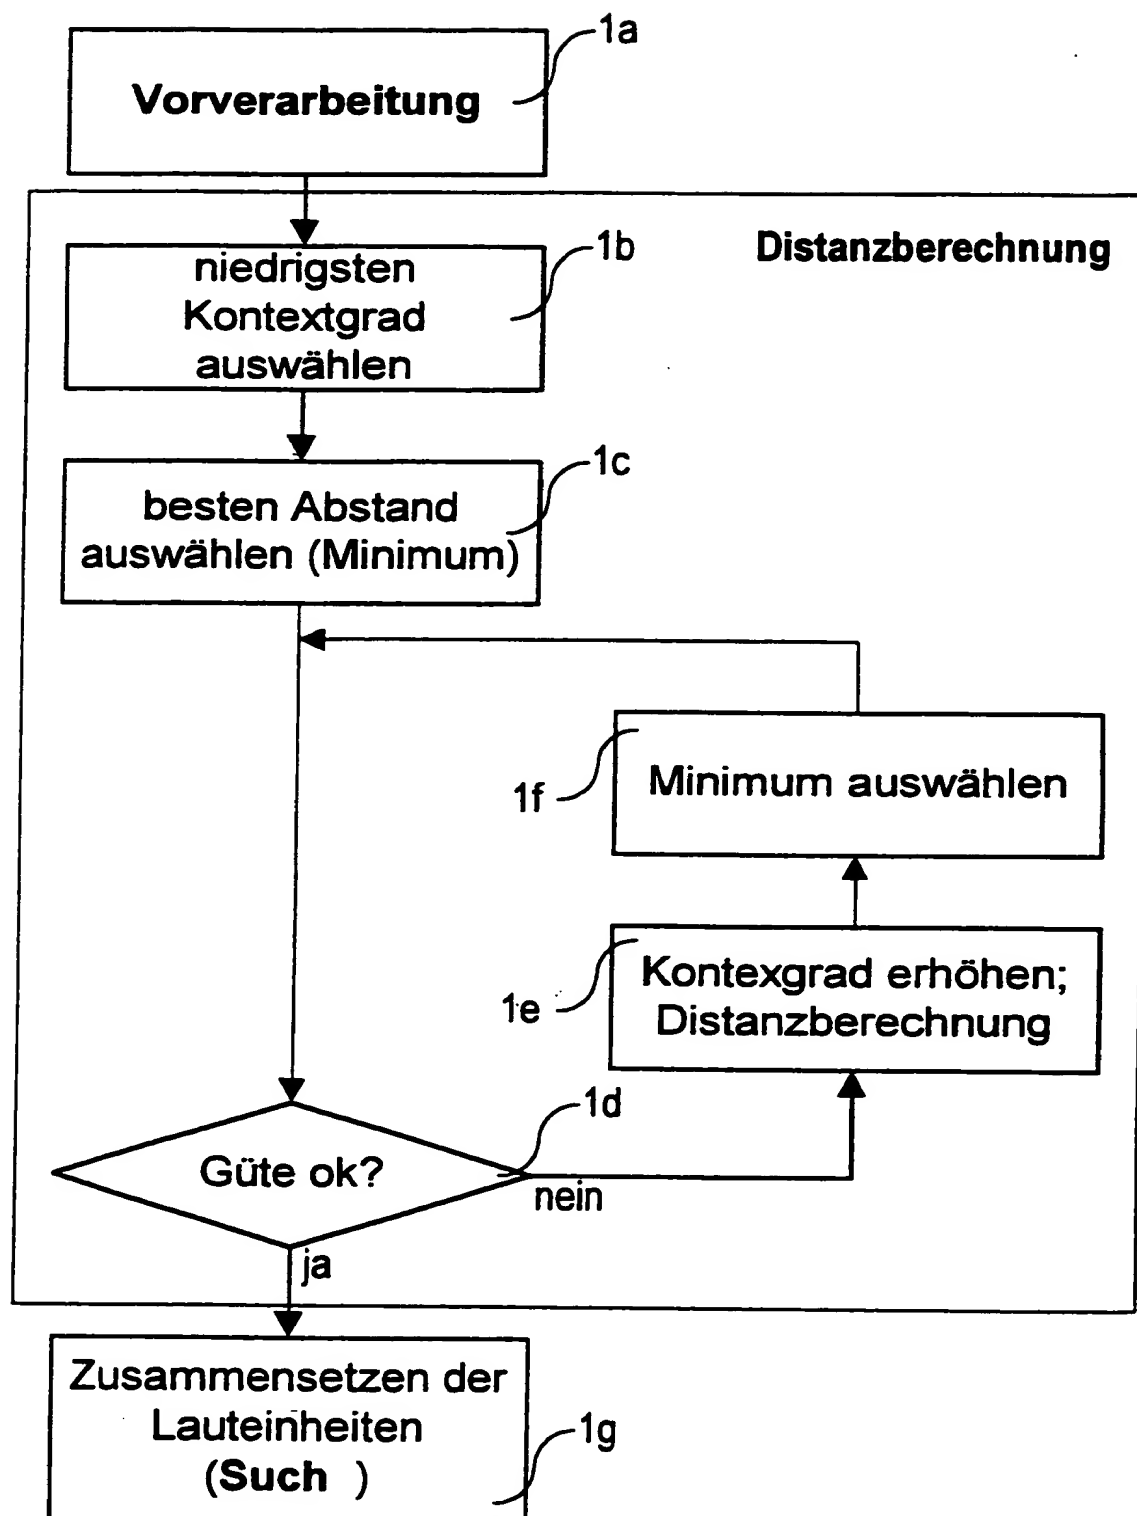 1a
Vorverarbeitung
Distanzberechnung
1b
niedrigsten
Kontextgrad
auswählen
1c
besten Abstand
auswählen (Minimum)
1f
Minimum auswählen
1e
Kontexgrad erhöhen;
Distanzberechnung
1d
Güte ok?
nein
ja
Zusammensetzen der
Lauteinheiten
(Such )
1g